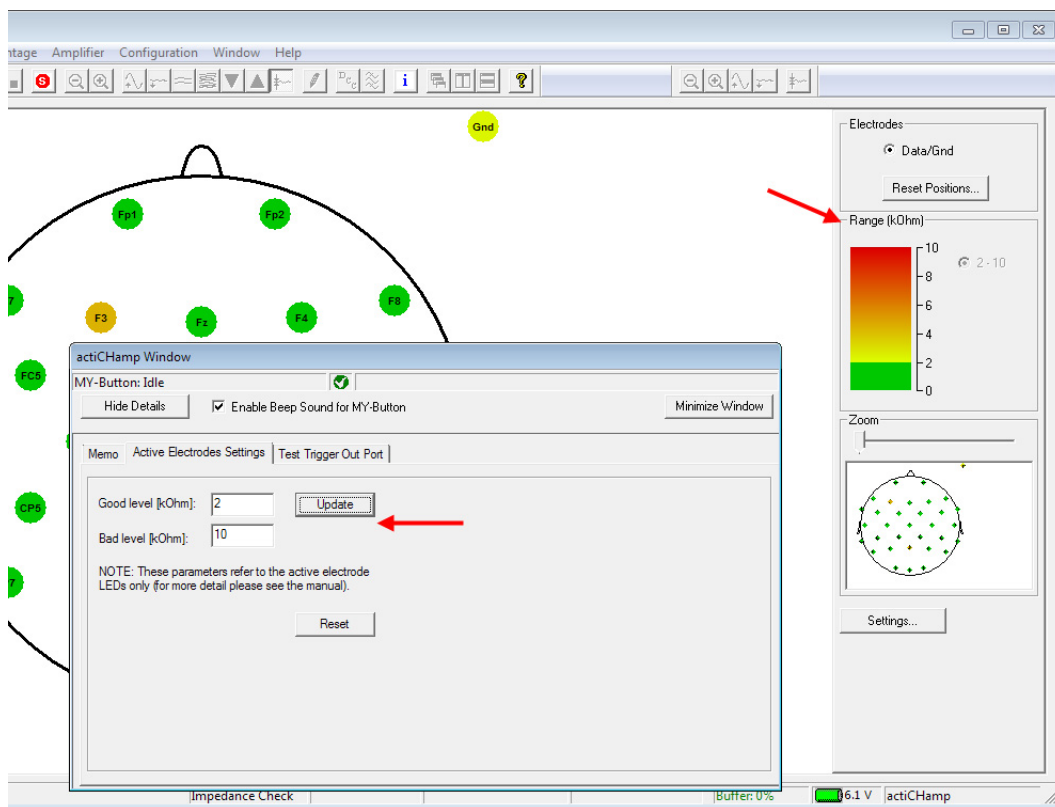 ntage Amplifier Configuration Window Help
S
i
?
Gnd
Fp1
Fp2
7
F3
Fz
F4
F8
FC5
CP5
7
Electrodes
Data/Gnd
Reset Positions...
Range (kOhm)
10
8
6
4
2
0
2 - 10
Zoom
Settings...
actiCHamp Window
MY-Button: Idle
Hide Details
Enable Beep Sound for MY-Button
Minimize Window
Memo Active Electrodes Settings Test Trigger Out Port
Good level [kOhm]: 2 Update
Bad level [kOhm]: 10
NOTE: These parameters refer to the active electrode
LEDs only (for more detail please see the manual).
Reset
Impedance Check Buffer: 0% 6.1 V actiCHamp